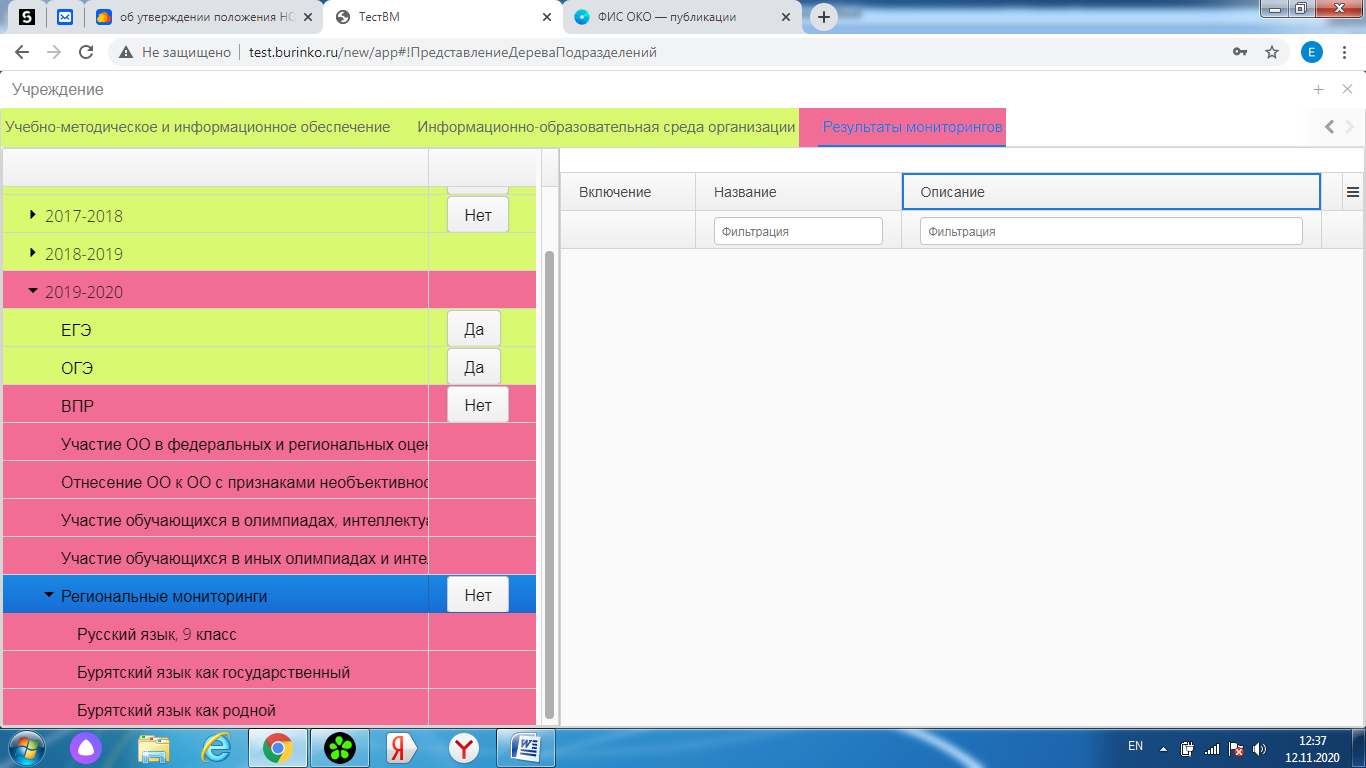 об утверждении положения НС
ТестВМ
ФИС ОКО — публикации
Не защищено
test.burinko.ru/new/app#!ПредставлениеДереваПодразделений
E
Учреждение
Учебно-методическое и информационное обеспечение
Информационно-образовательная среда организации
Результаты мониторингов
Включение
Название
Описание
Фильтрация
Фильтрация
2017-2018
Нет
2018-2019
2019-2020
ЕГЭ
Да
ОГЭ
Да
ВПР
Нет
Участие ОО в федеральных и региональных оцен
Отнесение ОО к ОО с признаками необъективнос
Участие обучающихся в олимпиадах, интеллектуа
Участие обучающихся в иных олимпиадах и инте
Региональные мониторинги
Нет
Русский язык, 9 класс
Бурятский язык как государственный
Бурятский язык как родной
EN
12:37
12.11.2020